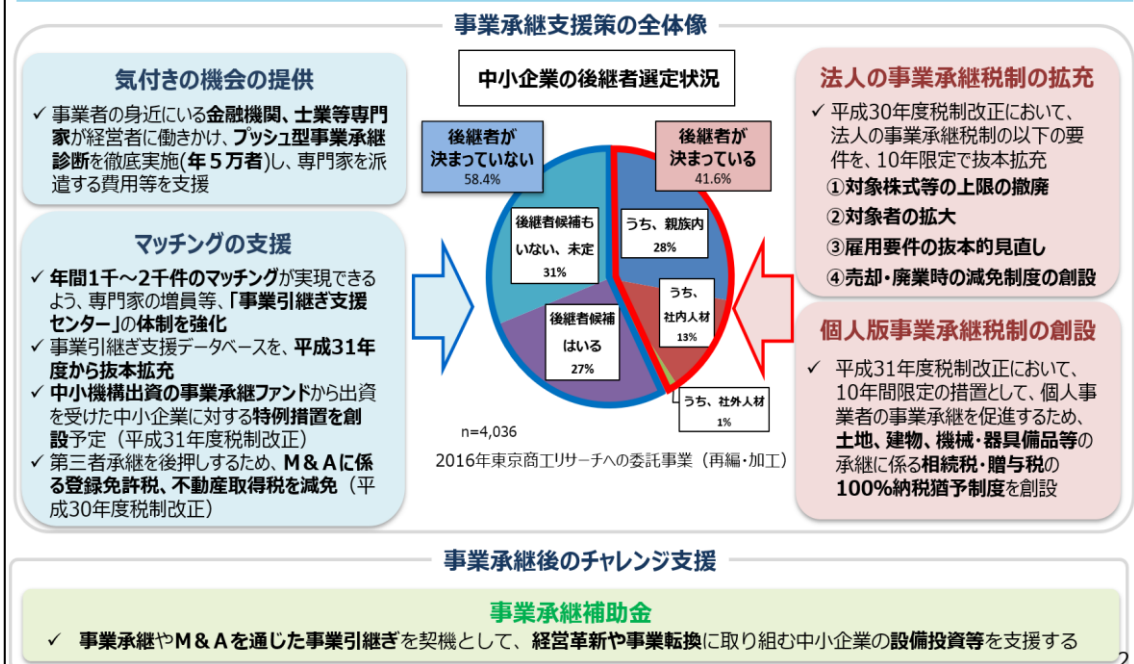 事業承継支援策の全体像
気付きの機会の提供
✓ 事業者の身近にいる金融機関、士業等専門
家が経営者に働きかけ、プッシュ型事業承継
診断を徹底実施(年５万者)し、専門家を派
遣する費用等を支援
マッチングの支援
✓ 年間1千～2千件のマッチングが実現できる
よう、専門家の増員等、「事業引継ぎ支援
センター」の体制を強化
✓ 事業引継ぎ支援データベースを、平成31年
度から抜本拡充
✓ 中小機構出資の事業承継ファンドから出資
を受けた中小企業に対する特例措置を創
設予定（平成31年度税制改正）
✓ 第三者承継を後押しするため、Ｍ＆Ａに係
る登録免許税、不動産取得税を減免（平
成30年度税制改正）
中小企業の後継者選定状況
後継者が
決まっていない
58.4%
後継者が
決まっている
41.6%
後継者候補も
いない、未定
31%
うち、親族内
28%
うち、
社内人材
13%
後継者候補
はいる
27%
うち、社外人材
1%
n=4,036
2016年東京商工リサーチへの委託事業（再編・加工）
法人の事業承継税制の拡充
✓ 平成30年度税制改正において、
法人の事業承継税制の以下の要
件を、10年限定で抜本拡充
①対象株式等の上限の撤廃
②対象者の拡大
③雇用要件の抜本的見直し
④売却・廃業時の減免制度の創設
個人版事業承継税制の創設
✓ 平成31年度税制改正において、
10年間限定の措置として、個人事
業者の事業承継を促進するため、
土地、建物、機械・器具備品等の
承継に係る相続税・贈与税の
100%納税猶予制度を創設
事業承継後のチャレンジ支援
事業承継補助金
✓ 事業承継やＭ＆Ａを通じた事業引継ぎを契機として、経営革新や事業転換に取り組む中小企業の設備投資等を支援する
2